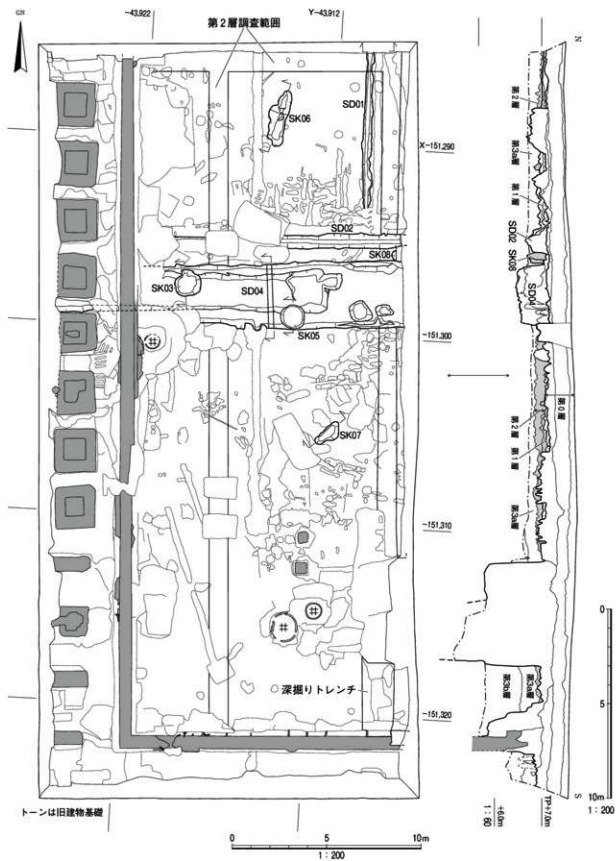 GN
-43,922
Y-43,912
第2層調査範囲
SK06
SD01
X-151,290
SD02
SK08
SK03
SD04
SK05
-151,300
SK07
-151,310
深掘りトレンチ
-151,320
トーンは旧建物基礎
0 5 10m
1:200
N
第2層
第3a層
第1層
SD02
SK08
SD04
第0層
第2層
第1層
第3a層
第3a層
第3b層
S
TP+7.0m
+6.0m
1:60
0
5
10m
1:200